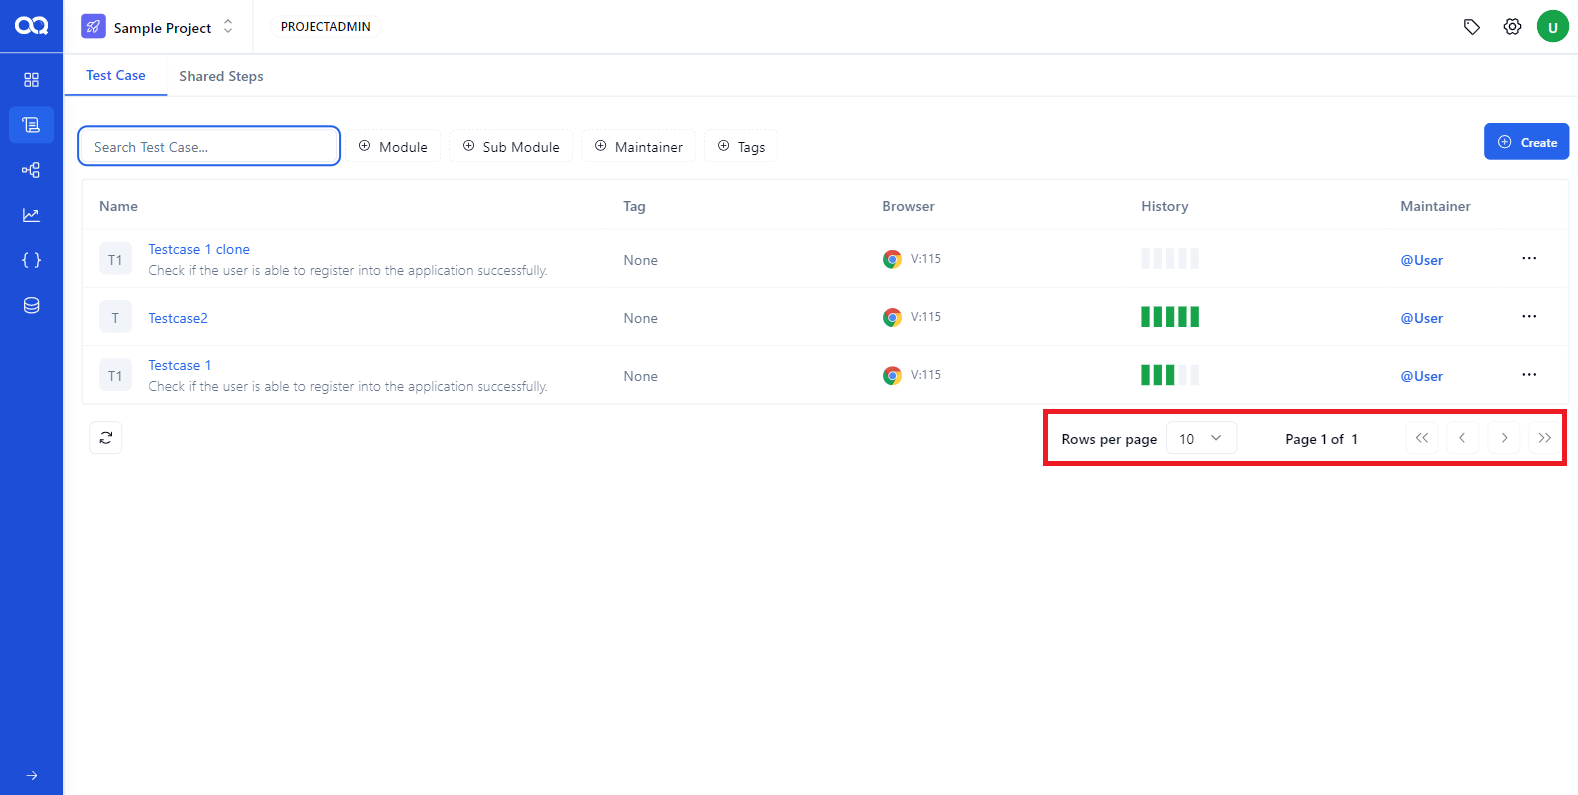 Sample Project
PROJECTADMIN
U
Test Case
Shared Steps
Search Test Case...
Module
Sub Module
Maintainer
Tags
Create
Name
Tag
Browser
History
Maintainer
T1
Testcase 1 clone
Check if the user is able to register into the application successfully.
None
V:115
@User
T
Testcase2
None
V:115
@User
T1
Testcase 1
Check if the user is able to register into the application successfully.
None
V:115
@User
Rows per page
10
Page 1 of 1